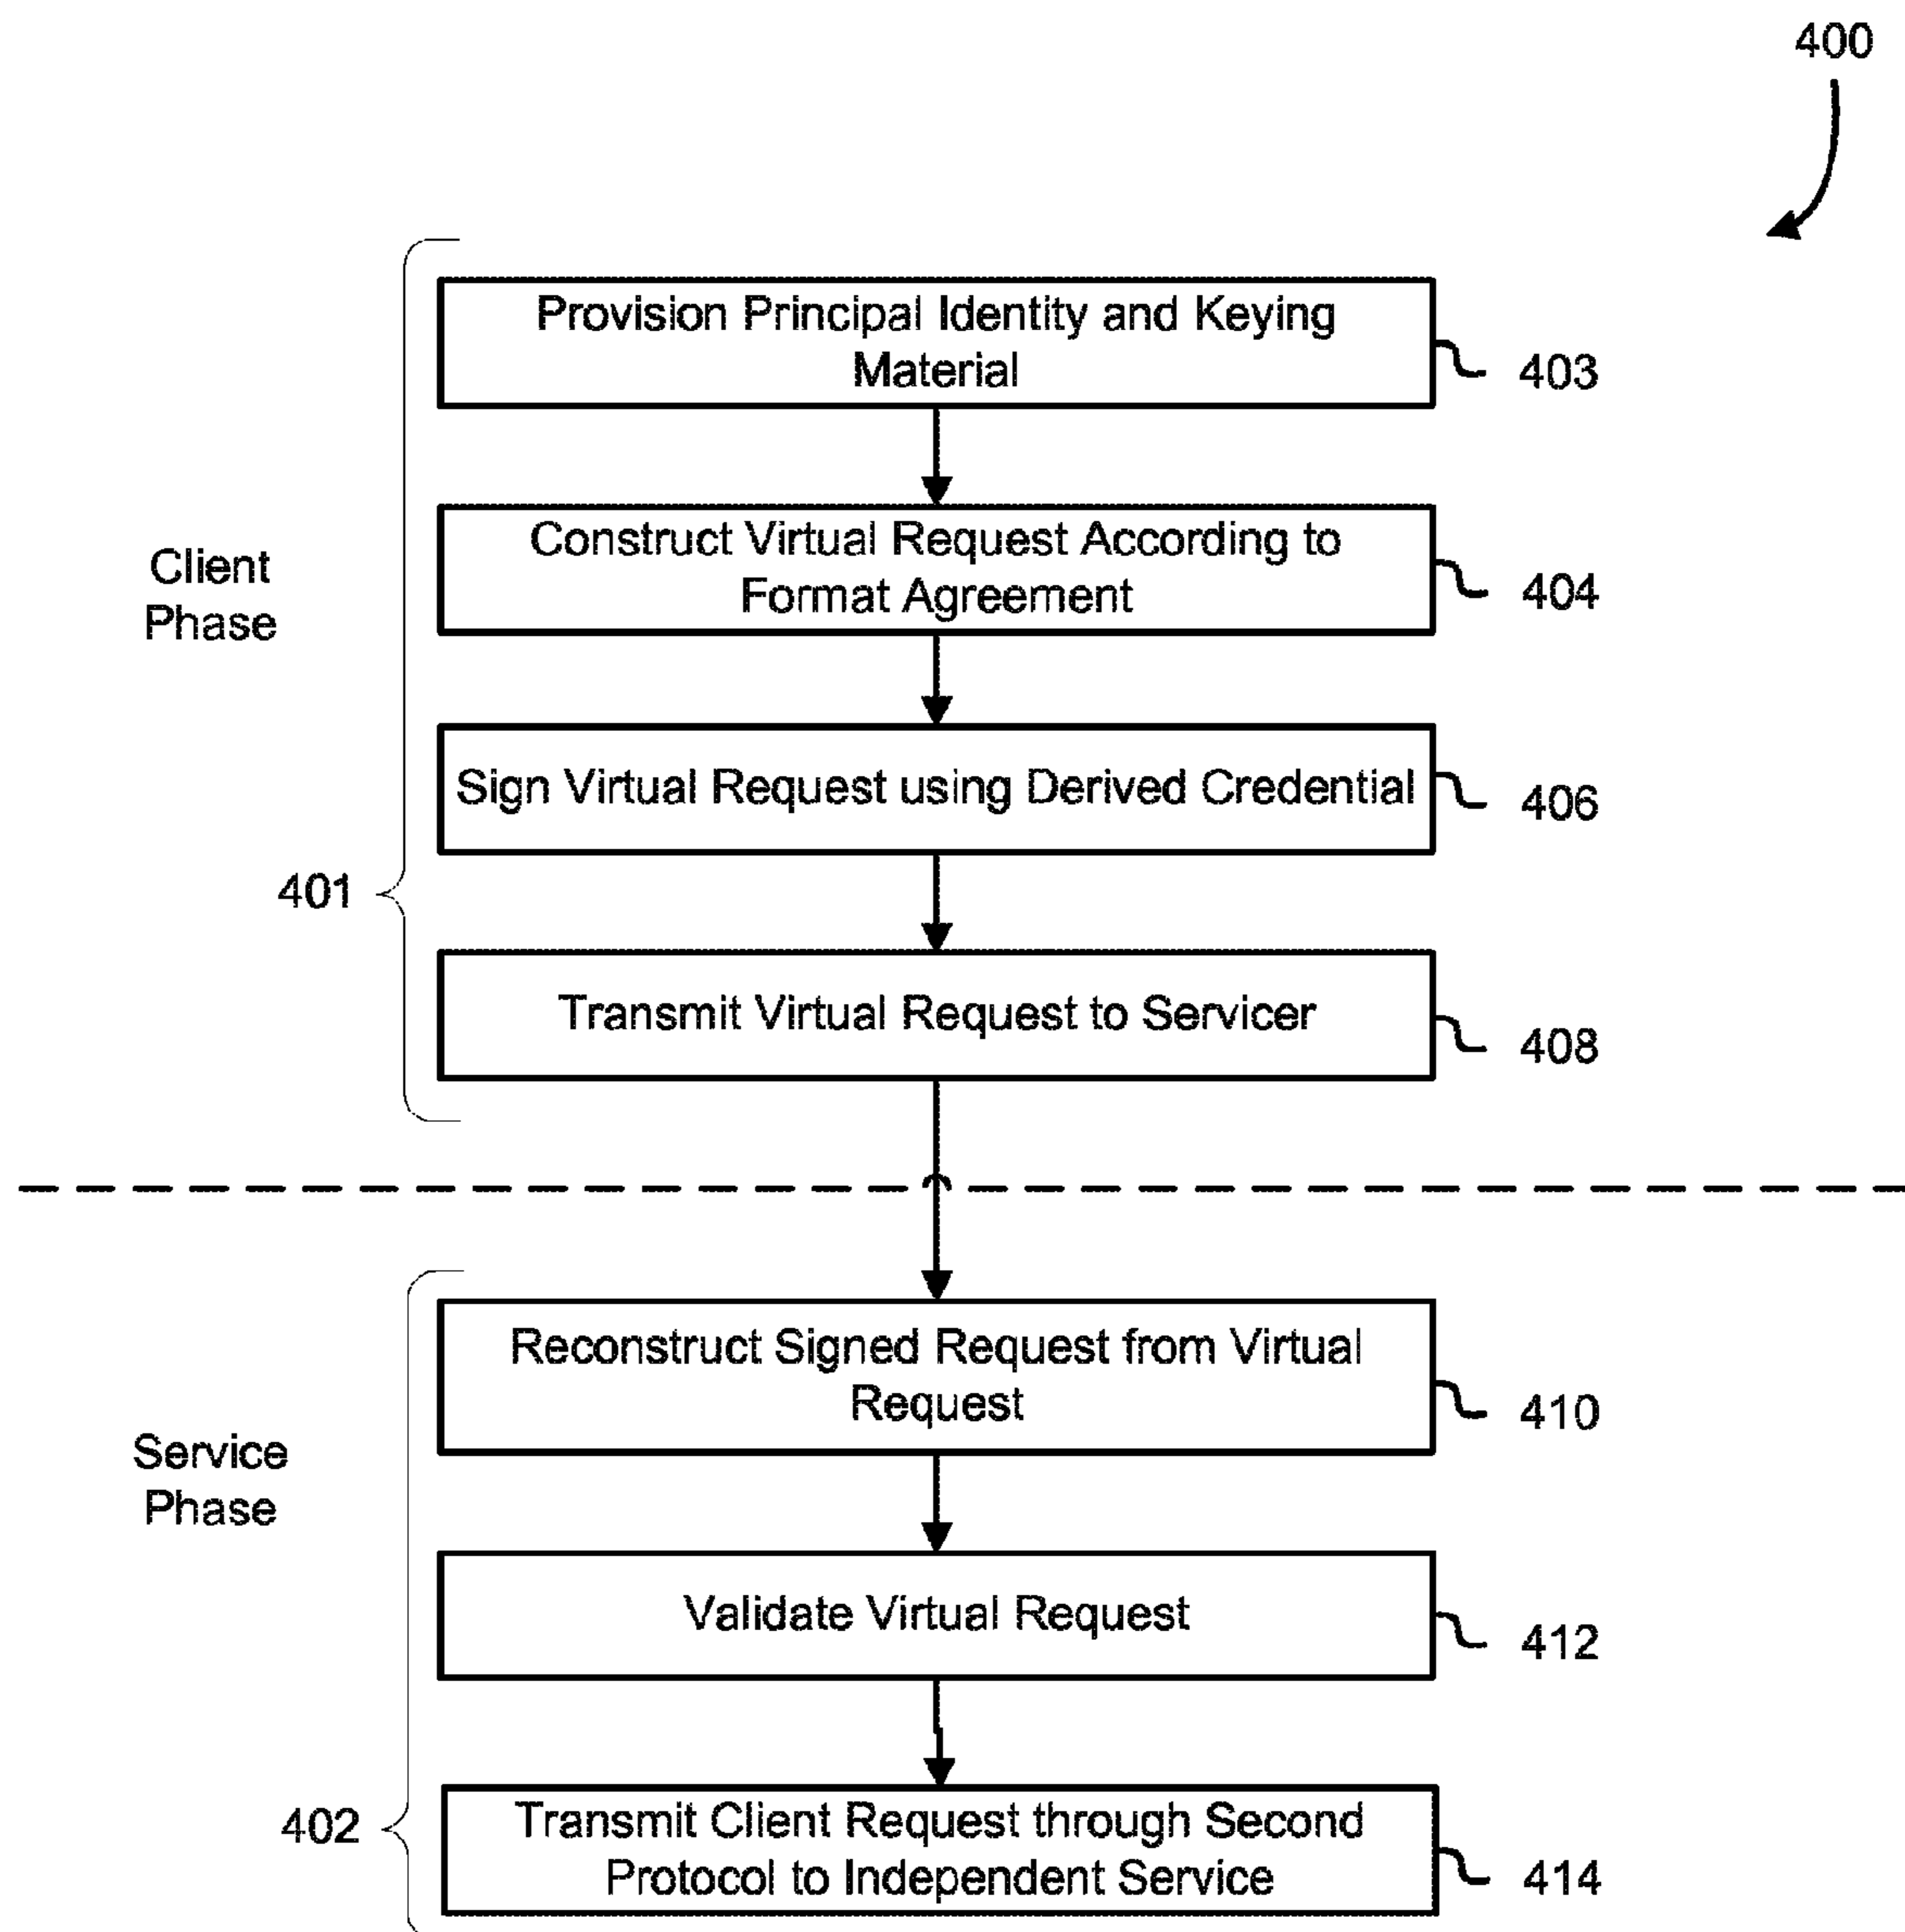 400
Provision Principal Identity and Keying
Material
403
Construct Virtual Request According to
Format Agreement
404
Client
Phase
Sign Virtual Request using Derived Credential
406
401
Transmit Virtual Request to Servicer
408
Reconstruct Signed Request from Virtual
Request
410
Service
Phase
Validate Virtual Request
412
402
Transmit Client Request through Second
Protocol to Independent Service
414